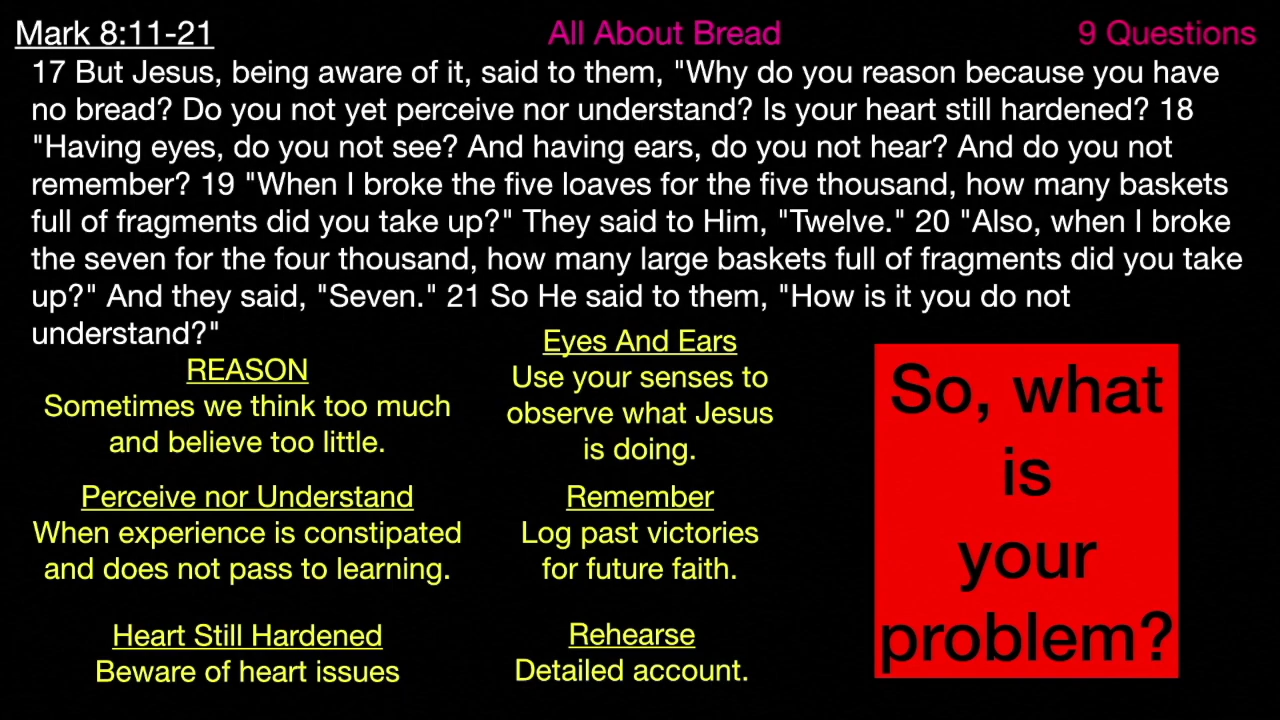 Mark 8:11-21
All About Bread
9 Questions
17 But Jesus, being aware of it, said to them, "Why do you reason because you have
no bread? Do you not yet perceive nor understand? Is your heart still hardened? 18
"Having eyes, do you not see? And having ears, do you not hear? And do you not
remember? 19 "When I broke the five loaves for the five thousand, how many baskets
full of fragments did you take up?" They said to Him, "Twelve." 20 "Also, when I broke
the seven for the four thousand, how many large baskets full of fragments did you take
up?" And they said, "Seven." 21 So He said to them, "How is it you do not
understand?"
REASON
Sometimes we think too much
and believe too little.
Perceive nor Understand
When experience is constipated
and does not pass to learning.
Heart Still Hardened
Beware of heart issues
Eyes And Ears
Use your senses to
observe what Jesus
is doing.
Remember
Log past victories
for future faith.
Rehearse
Detailed account.
So, what
is
your
problem?